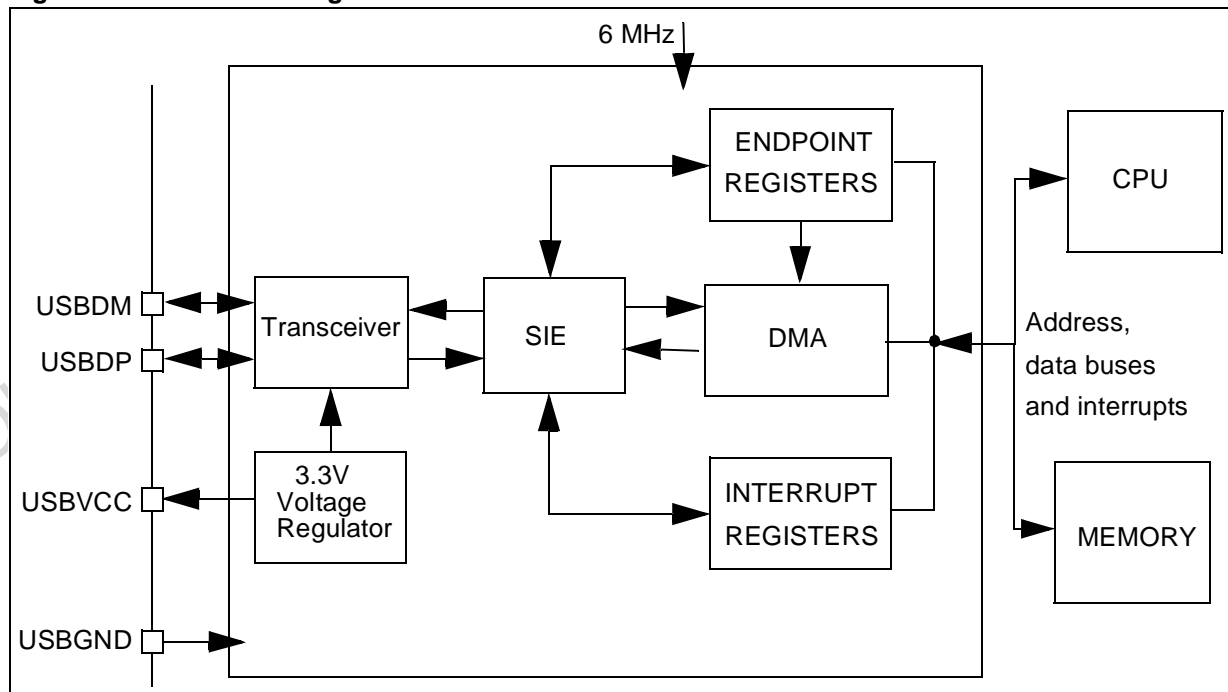 6 MHz
ENDPOINT
REGISTERS
CPU
USBDM
Transceiver
SIE
DMA
Address,
data buses
and interrupts
USBDP
3.3V
Voltage
Regulator
USBVCC
INTERRUPT
REGISTERS
MEMORY
USBGND